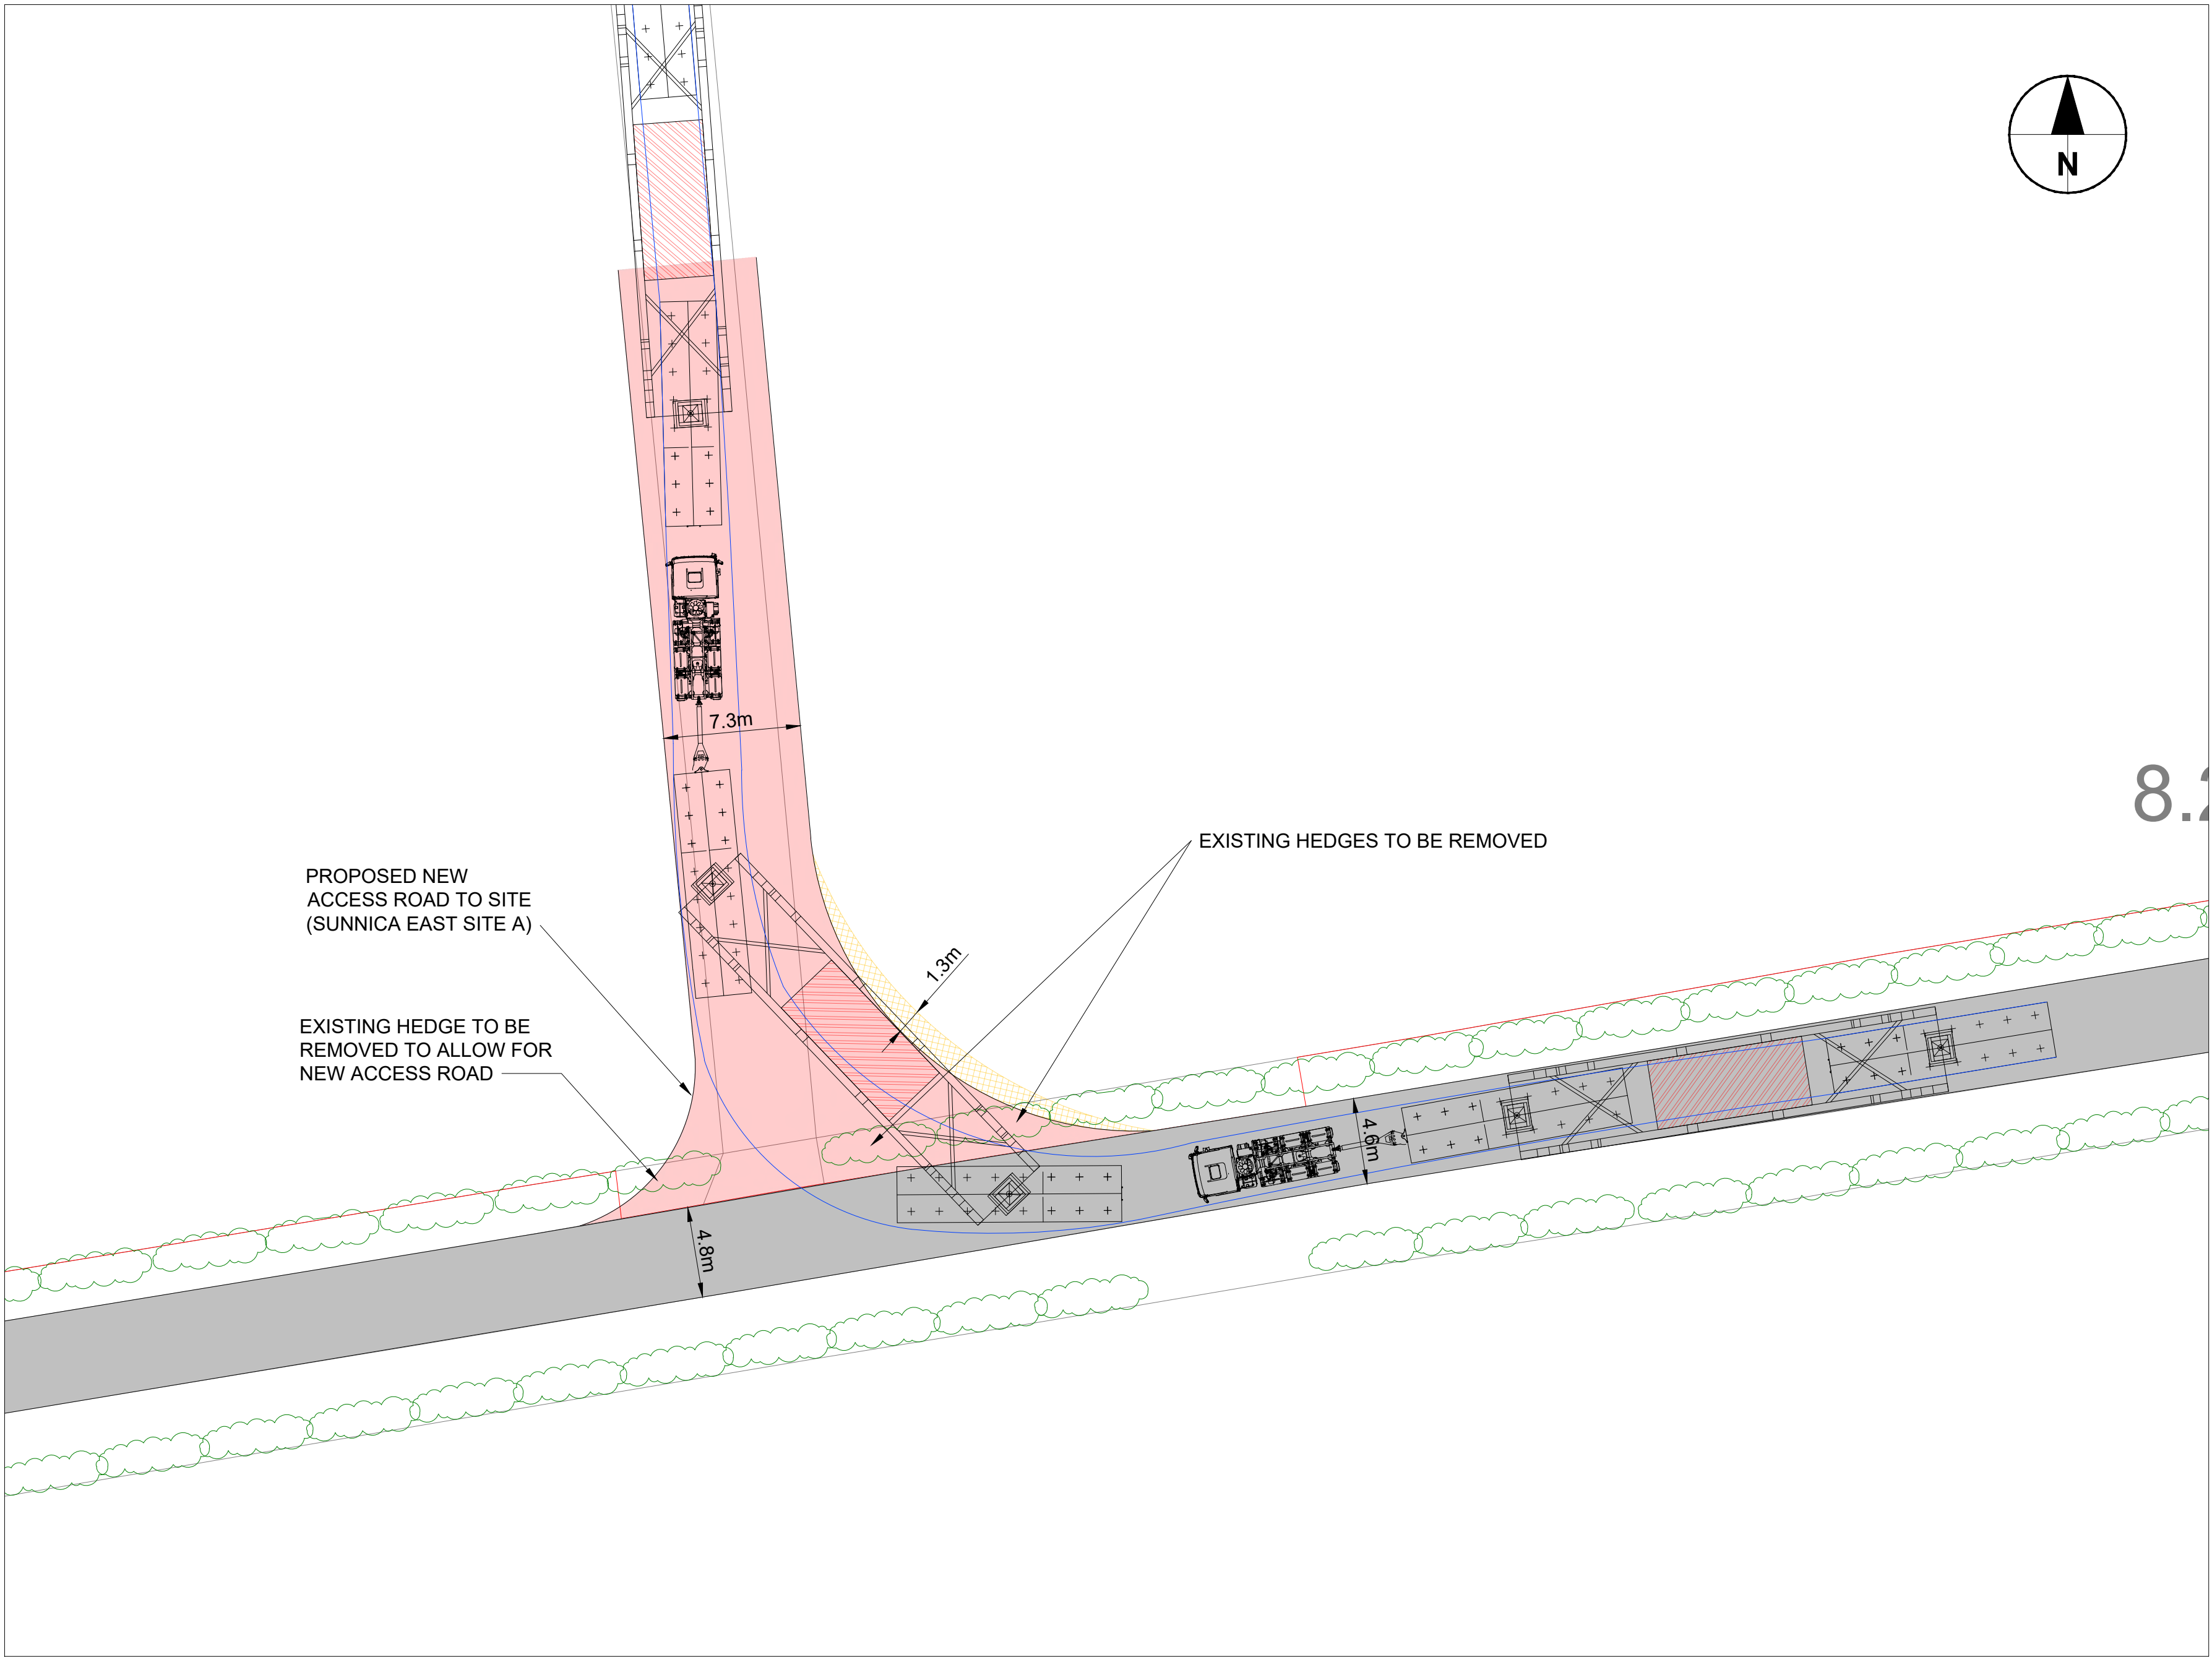 N
7.3m
8.2
EXISTING HEDGES TO BE REMOVED
PROPOSED NEW
ACCESS ROAD TO SITE
(SUNNICA EAST SITE A)
1.3m
EXISTING HEDGE TO BE
REMOVED TO ALLOW FOR
NEW ACCESS ROAD
4.6m
4.8m